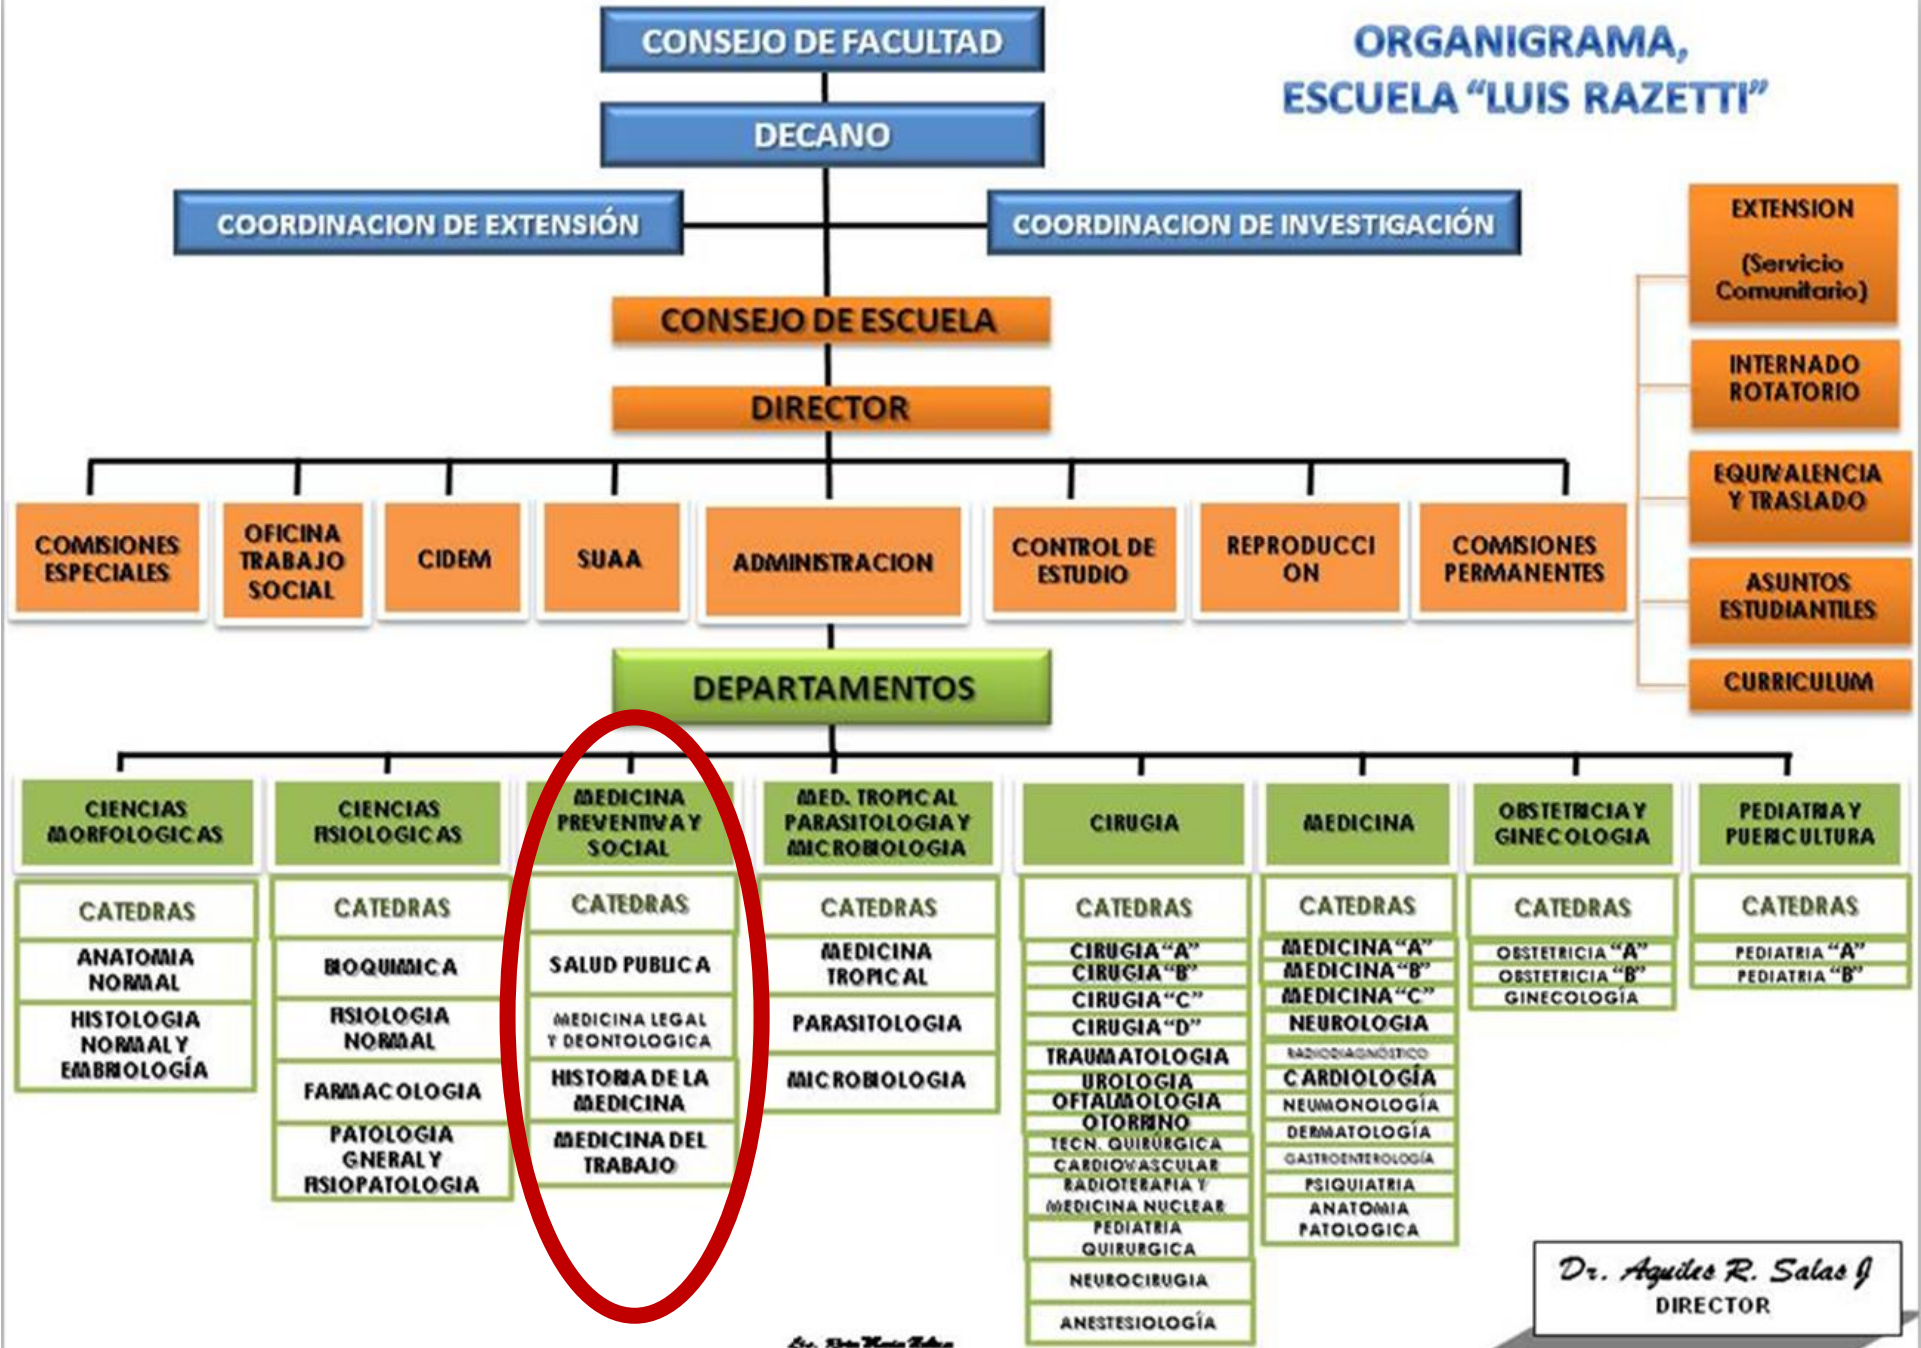 CONSEJO DE FACULTAD
ORGANIGRAMA,
ESCUELA “LUIS RAZETTI”
DECANO
COORDINACION DE EXTENSIÓN
COORDINACION DE INVESTIGACIÓN
EXTENSION
(Servicio
Comunitario)
INTERNADO
ROTATORIO
EQUIVALENCIA
Y TRASLADO
ASUNTOS
ESTUDIANTILES
CURRICULUM
CONSEJO DE ESCUELA
DIRECTOR
COMISIONES
ESPECIALES
OFICINA
TRABAJO
SOCIAL
CIDEM
SUAA
ADMINISTRACION
CONTROL DE
ESTUDIO
REPRODUCCI
ON
COMISIONES
PERMANENTES
DEPARTAMENTOS
CIENCIAS
MORFOLOGICAS
CATEDRAS
ANATOMIA
NORMAL
HISTOLOGIA
NORMAL Y
EMBRIOLOGÍA
CIENCIAS
FISIOLOGICAS
CATEDRAS
BIOQUIMICA
FISIOLOGIA
NORMAL
FARMACOLOGIA
PATOLOGIA
GNERAL Y
FISIOPATOLOGIA
MEDICINA
PREVENTIVA Y
SOCIAL
CATEDRAS
SALUD PUBLICA
MEDICINA LEGAL
Y DEONTOLOGICA
HISTORIA DE LA
MEDICINA
MEDICINA DEL
TRABAJO
MED. TROPICAL
PARASITOLOGIA Y
MICROBIOLOGIA
CATEDRAS
MEDICINA
TROPICAL
PARASITOLOGIA
MICROBIOLOGIA
CIRUGIA
CATEDRAS
CIRUGIA “A”
CIRUGIA “B”
CIRUGIA “C”
CIRUGIA “D”
TRAUMATOLOGIA
UROLOGIA
OFTALMOLOGIA
OTORRINO
TECN. QUIRÚRGICA
CARDIOVASCULAR
RADIOTERAPIA Y
MEDICINA NUCLEAR
PEDIATRIA
QUIRURGICA
NEUROCIRUGIA
ANESTESIOLOGÍA
MEDICINA
CATEDRAS
MEDICINA “A”
MEDICINA “B”
MEDICINA “C”
NEUROLOGIA
RADIODIAGNÓSTICO
CARDIOLOGÍA
NEUMONOLOGÍA
DERMATOLOGÍA
GASTROENTEROLOGÍA
PSIQUIATRIA
ANATOMIA
PATOLOGICA
OBSTETRICIA Y
GINECOLOGIA
CATEDRAS
OBSTETRICIA “A”
OBSTETRICIA “B”
GINECOLOGÍA
PEDIATRIA Y
PUERICULTURA
CATEDRAS
PEDIATRIA “A”
PEDIATRIA “B”
Dr. Aquiles R. Salas J
DIRECTOR